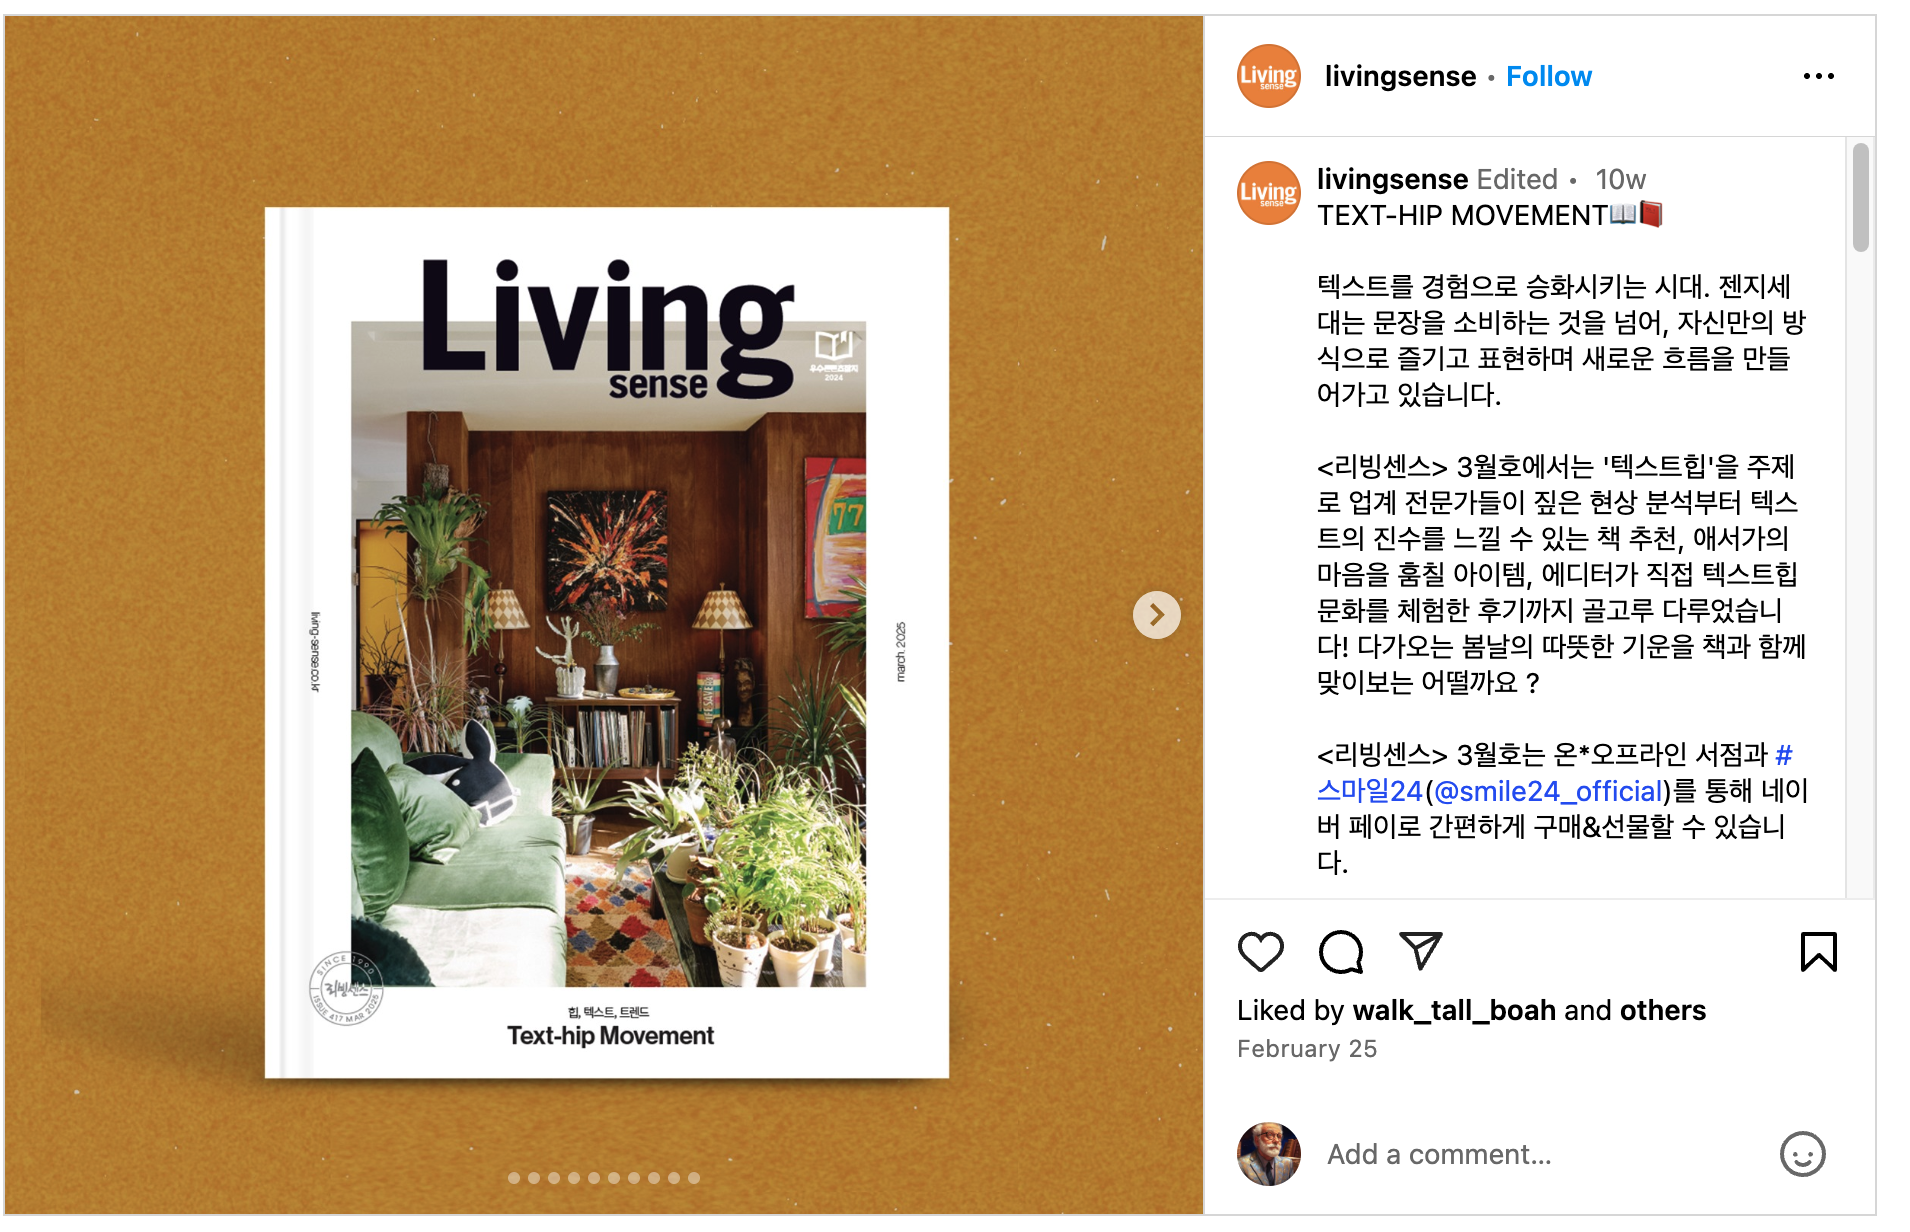 Living
sense
우수콘텐츠잡지
2024
living-sense.co.kr
march. 2025
77
LIFE SAVERS
SINCE 1990
리빙센스
ISSUE 417 MAR 2025
힙, 텍스트, 트렌드
Text-hip Movement
Living
sense
livingsense • Follow
Living
sense
livingsense Edited • 10w
TEXT-HIP MOVEMENT📖📕
텍스트를 경험으로 승화시키는 시대. 젠지세
대는 문장을 소비하는 것을 넘어, 자신만의 방
식으로 즐기고 표현하며 새로운 흐름을 만들
어가고 있습니다.
<리빙센스> 3월호에서는 '텍스트힙'을 주제
로 업계 전문가들이 짚은 현상 분석부터 텍스
트의 진수를 느낄 수 있는 책 추천, 애서가의
마음을 훔칠 아이템, 에디터가 직접 텍스트힙
문화를 체험한 후기까지 골고루 다루었습니
다! 다가오는 봄날의 따뜻한 기운을 책과 함께
맞이보는 어떨까요 ?
<리빙센스> 3월호는 온*오프라인 서점과 #
스마일24(@smile24_official)를 통해 네이
버 페이로 간편하게 구매&선물할 수 있습니
다.
Liked by walk_tall_boah and others
February 25
Add a comment...